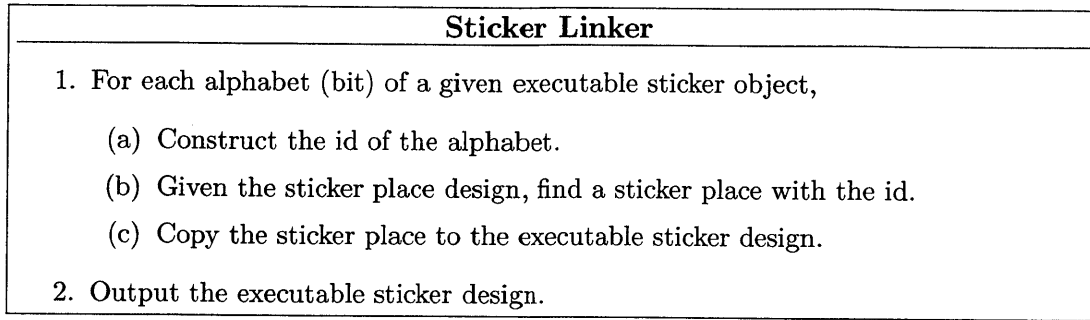 Sticker Linker
1. For each alphabet (bit) of a given executable sticker object,
(a) Construct the id of the alphabet.
(b) Given the sticker place design, find a sticker place with the id.
(c) Copy the sticker place to the executable sticker design.
2. Output the executable sticker design.